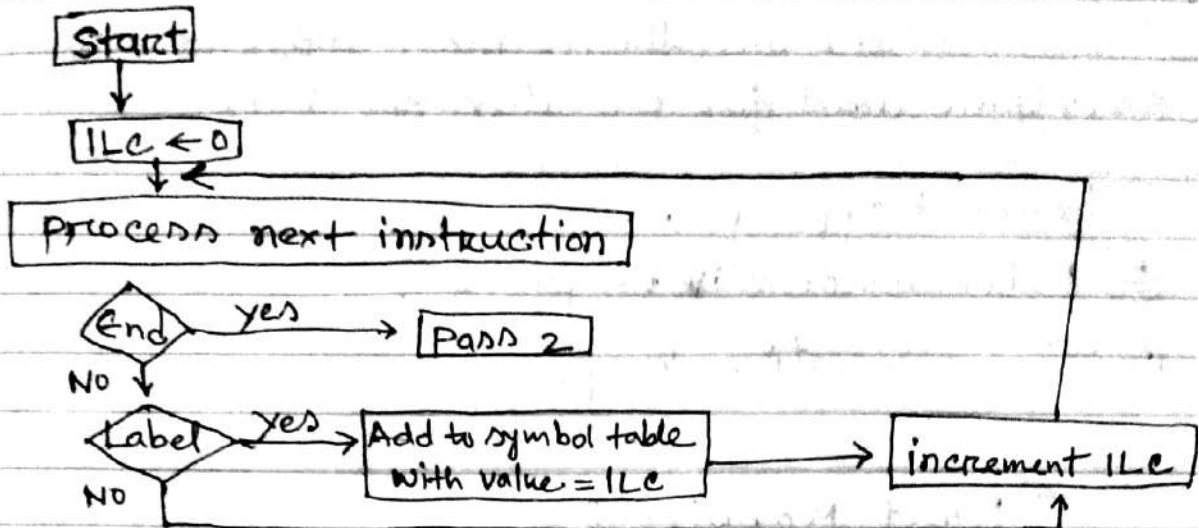 Start
ILC ← 0
process next instruction
End
yes
Pass 2
NO
Label
yes
Add to symbol table
with value = ILC
increment ILC
NO